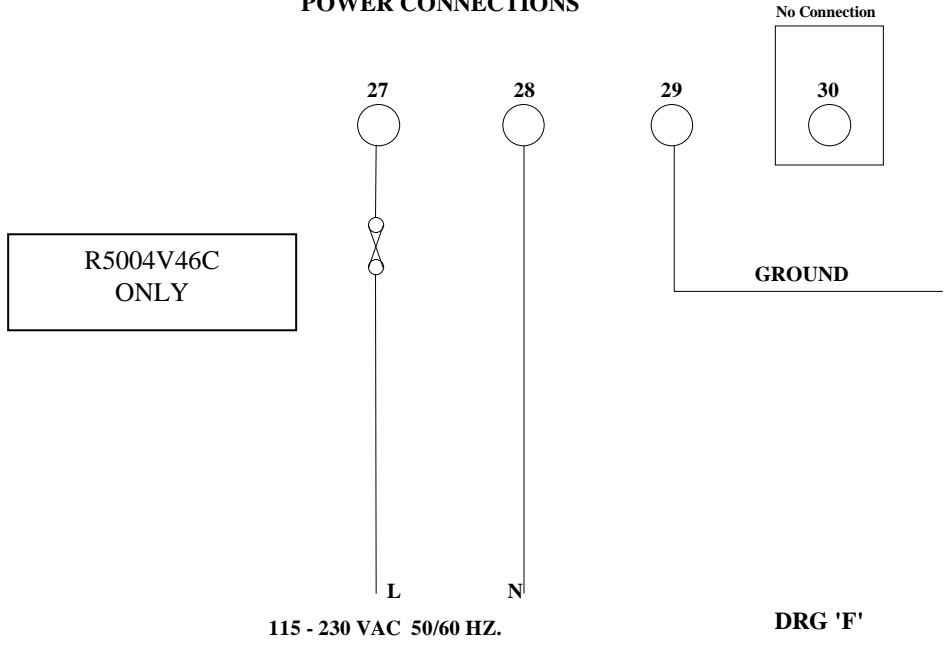 POWER CONNECTIONS
No Connection
27
28
29
30
R5004V46C
ONLY
GROUND
L
N
115 - 230 VAC 50/60 HZ.
DRG 'F'